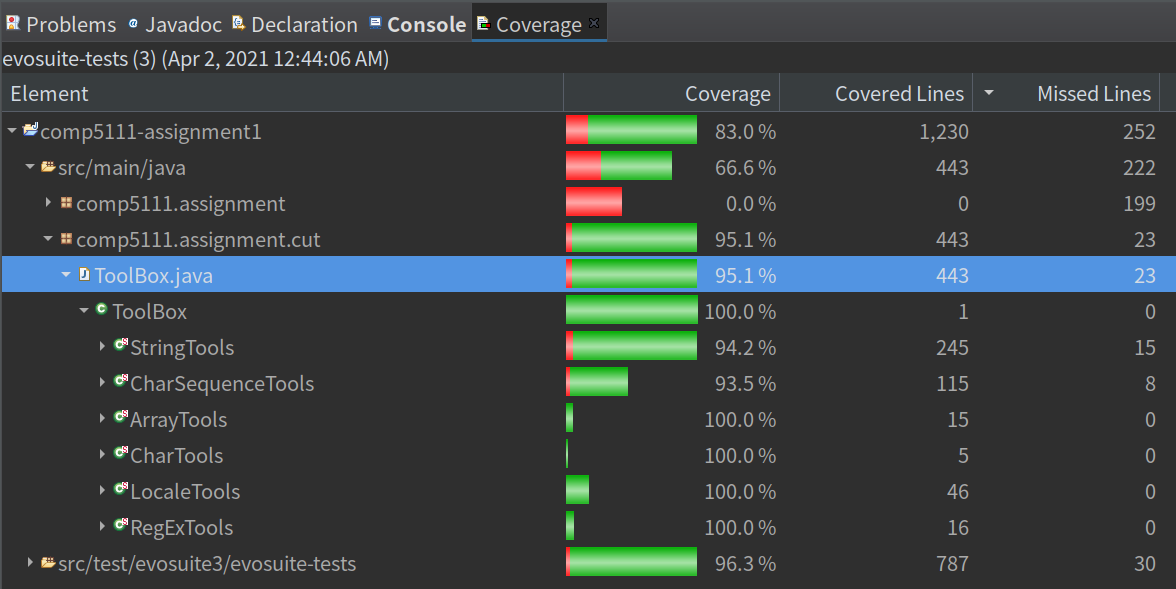 Problems Javadoc Declaration Console Coverage
evosuite-tests (3) (Apr 2, 2021 12:44:06 AM)
Element Coverage Covered Lines Missed Lines
comp5111-assignment1 83.0 % 1,230 252
src/main/java 66.6 % 443 222
comp5111.assignment 0.0 % 0 199
comp5111.assignment.cut 95.1 % 443 23
ToolBox.java 95.1 % 443 23
ToolBox 100.0 % 1 0
StringTools 94.2 % 245 15
CharSequenceTools 93.5 % 115 8
ArrayTools 100.0 % 15 0
CharTools 100.0 % 5 0
LocaleTools 100.0 % 46 0
RegExTools 100.0 % 16 0
src/test/evosuite3/evosuite-tests 96.3 % 787 30